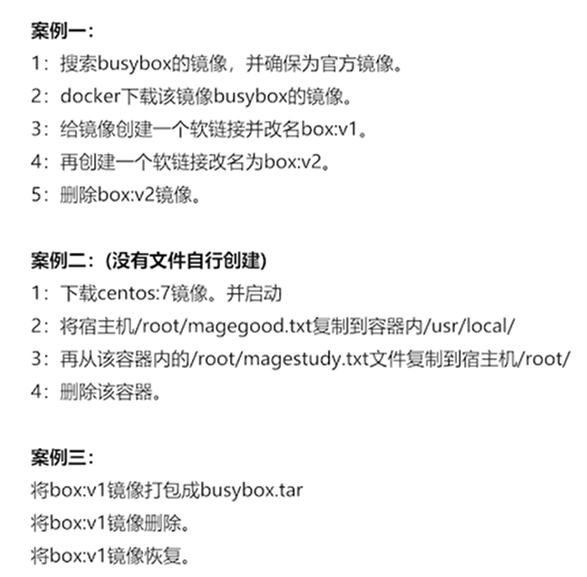 案例一：
1：搜索busybox的镜像，并确保为官方镜像。
2：docker下载该镜像busybox的镜像。
3：给镜像创建一个软链接并改名box:v1。
4：再创建一个软链接改名为box:v2。
5：删除box:v2镜像。
案例二：(没有文件自行创建)
1：下载centos:7镜像。并启动
2：将宿主机/root/magegood.txt复制到容器内/usr/local/
3：再从该容器内的/root/magestudy.txt文件复制到宿主机/root/
4：删除该容器。
案例三：
将box:v1镜像打包成busybox.tar
将box:v1镜像删除。
将box:v1镜像恢复。